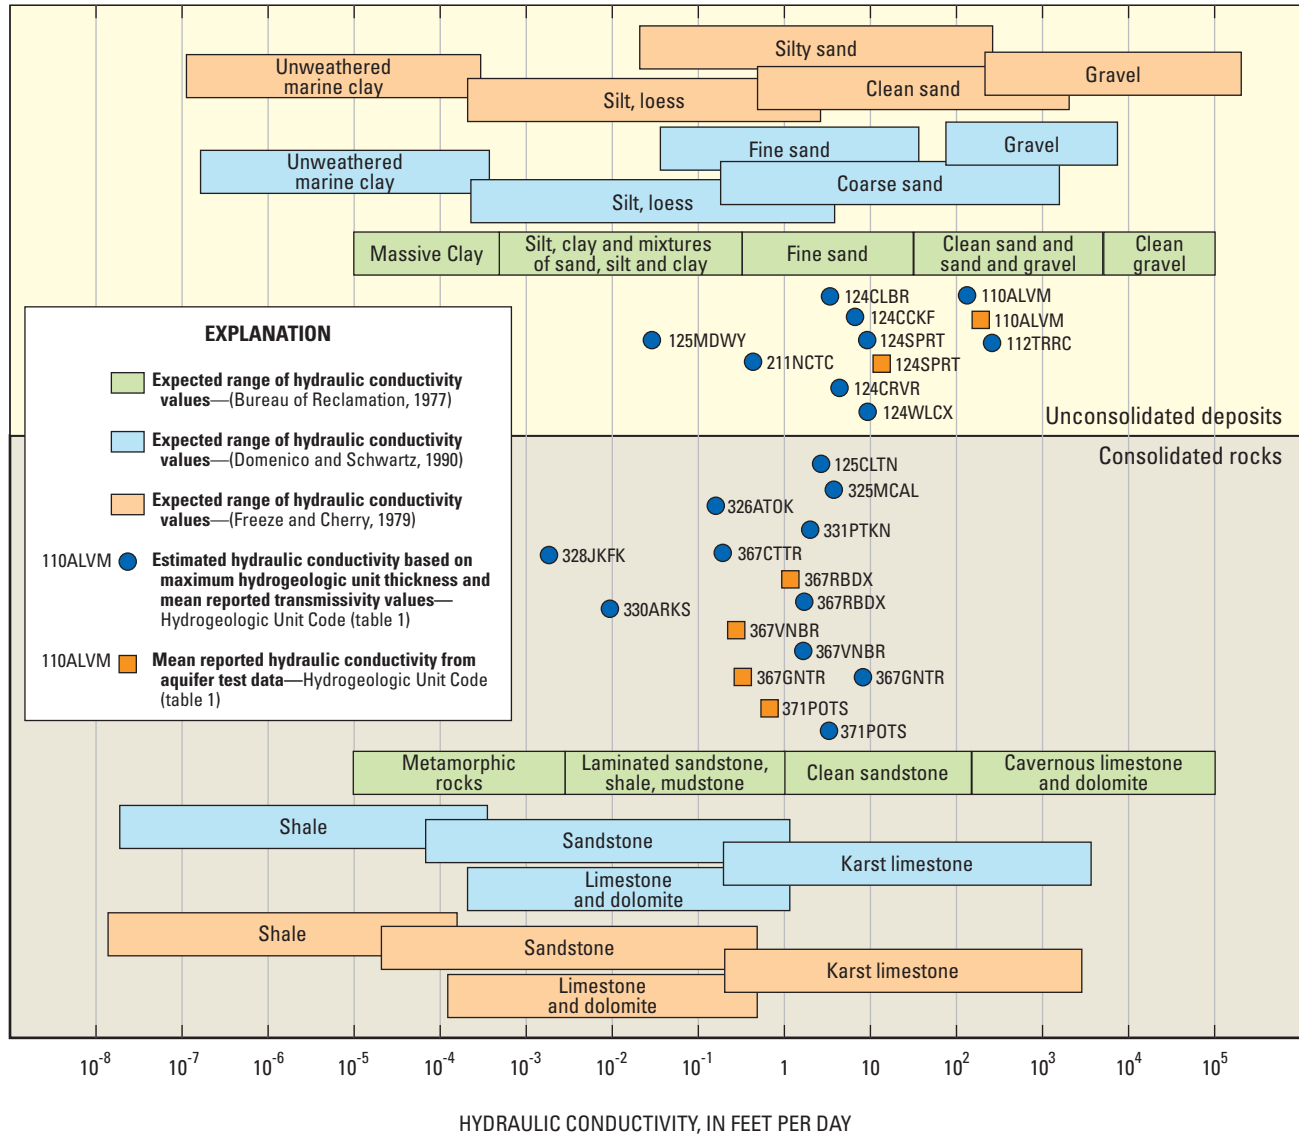 Silty sand
Unweathered
marine clay
Gravel
Clean sand
Silt, loess
Gravel
Fine sand
Unweathered
marine clay
Coarse sand
Silt, loess
Massive Clay
Silt, clay and mixtures
of sand, silt and clay
Fine sand
Clean sand and
sand and gravel
Clean
gravel
124CLBR
110ALVM
124CCKF
110ALVM
125MDWY
124SPRT
112TRRC
211NCTC
124SPRT
124CRVR
124WLCX
Unconsolidated deposits
EXPLANATION
Expected range of hydraulic conductivity
values—(Bureau of Reclamation, 1977)
Expected range of hydraulic conductivity
values—(Domenico and Schwartz, 1990)
Expected range of hydraulic conductivity
values—(Freeze and Cherry, 1979)
110ALVM Estimated hydraulic conductivity based on
maximum hydrogeologic unit thickness and
mean reported transmissivity values—
Hydrogeologic Unit Code (table 1)
110ALVM Mean reported hydraulic conductivity from
aquifer test data—Hydrogeologic Unit Code
(table 1)
Consolidated rocks
125CLTN
325MCAL
326ATOK
331PTKN
328JKFK
367CTTR
367RBDX
330ARKS
367RBDX
367VNBR
367VNBR
367GNTR
367GNTR
371POTS
371POTS
Metamorphic
rocks
Laminated sandstone,
shale, mudstone
Clean sandstone
Cavernous limestone
and dolomite
Shale
Sandstone
Karst limestone
Limestone
and dolomite
Shale
Sandstone
Karst limestone
Limestone
and dolomite
10⁻⁸ 10⁻⁷ 10⁻⁶ 10⁻⁵ 10⁻⁴ 10⁻³ 10⁻² 10⁻¹ 1 10 10² 10³ 10⁴ 10⁵
HYDRAULIC CONDUCTIVITY, IN FEET PER DAY